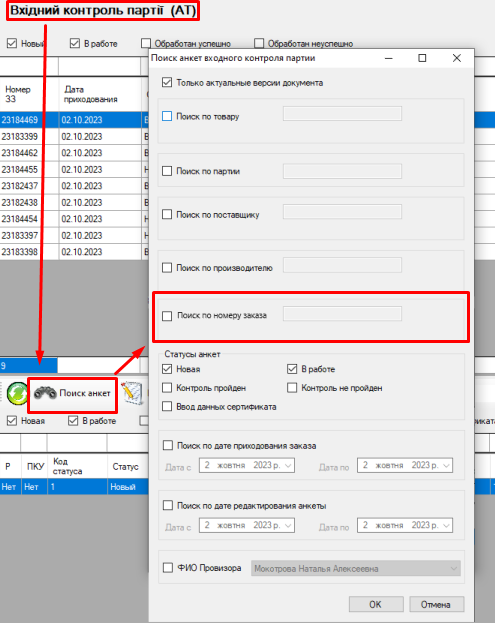 Вхідний контроль партії (АТ)
Новый
В работе
Обработан успешно
Обработан неуспешно
Номер
ЗЗ
Дата
приходования
23184469 02.10.2023
23183399 02.10.2023
23184462 02.10.2023
23184455 02.10.2023
23182437 02.10.2023
23182438 02.10.2023
23184454 02.10.2023
23183397 02.10.2023
23183398 02.10.2023
9
Поиск анкет
Новая
В работе
Р ПКУ Код
статуса
Статус
Нет Нет 1 Новый
Поиск анкет входного контроля партии
Только актуальные версии документа
Поиск по товару
Поиск по партии
Поиск по поставщику
Поиск по производителю
Поиск по номеру заказа
Статусы анкет
Новая
В работе
Контроль пройден
Контроль не пройден
Ввод данных сертификата
Поиск по дате приходования заказа
Дата с 2 жовтня 2023 р.
Дата по 2 жовтня 2023 р.
Поиск по дате редактирования анкеты
Дата с 2 жовтня 2023 р.
Дата по 2 жовтня 2023 р.
ФИО Провизора
Мокотрова Наталья Алексеевна
OK
Отмена